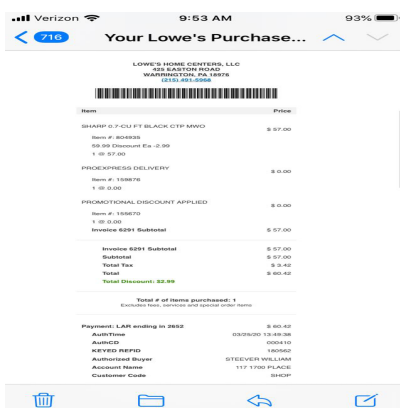 Verizon 9:53 AM 93%
716 Your Lowe's Purchase...
LOWE'S HOME CENTERS, LLC
425 EASTON ROAD
WARRINGTON, PA 18976
(215) 491-5968
Item Price
SHARP 0.7-CU FT BLACK CTP MWO $ 57.00
Item #: 804935
59.99 Discount Ea -2.99
1 @ 57.00
PROEXPRESS DELIVERY $ 0.00
Item #: 155676
1 @ 0.00
PROMOTIONAL DISCOUNT APPLIED $ 0.00
Item #: 155670
1 @ 0.00
Invoice 6291 Subtotal $ 57.00
Invoice 6291 Subtotal $ 57.00
Subtotal $ 57.00
Total Tax $ 3.42
Total $ 60.42
Total Discount: $2.99
Total # of items purchased: 1
Excludes fees, services and special order items
Payment: LAR ending in 2652 $ 60.42
AuthTime 03/25/20 13:49:38
AuthCD 000410
KEYED REFID 180562
Authorized Buyer STEEVER WILLIAM
Account Name 117 1700 PLACE
Customer Code SHOP